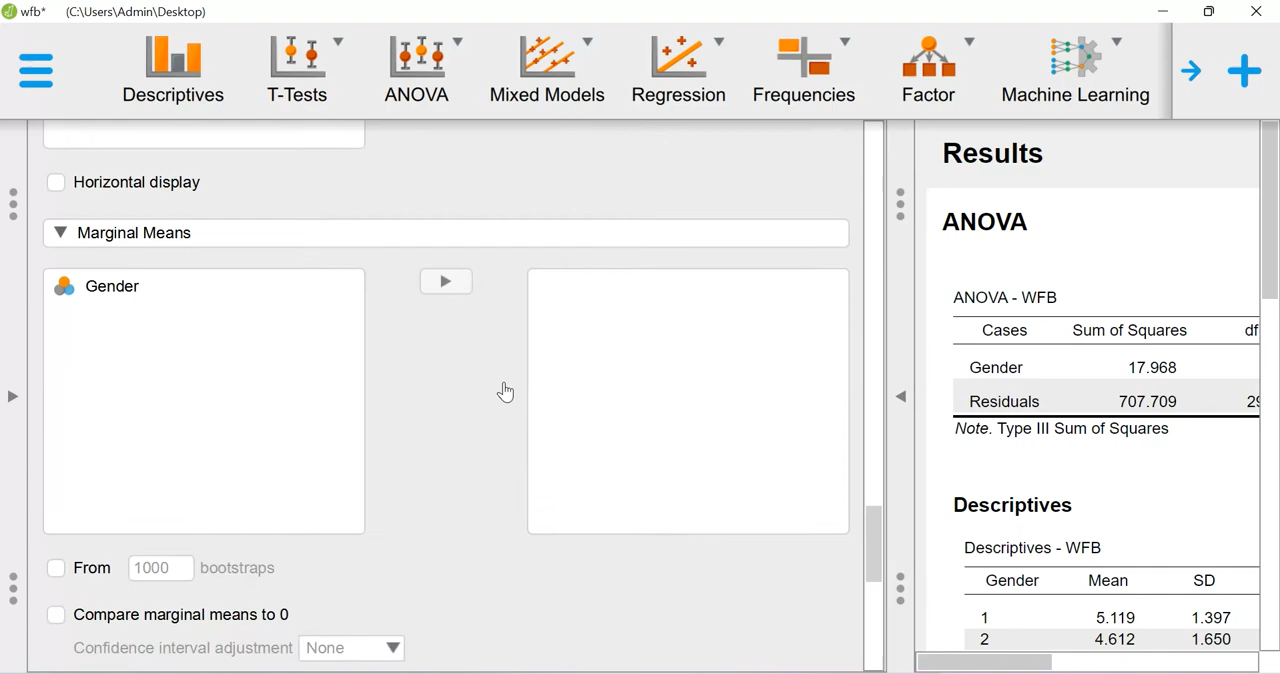 wfb* (C:\Users\Admin\Desktop)
Descriptives T-Tests ANOVA Mixed Models Regression Frequencies Factor Machine Learning
Horizontal display
Marginal Means
Gender
From 1000 bootstraps
Compare marginal means to 0
Confidence interval adjustment None
Results
ANOVA
ANOVA - WFB
Cases Sum of Squares df
Gender 17.968
Residuals 707.709 29
Note. Type III Sum of Squares
Descriptives
Descriptives - WFB
Gender Mean SD
1 5.119 1.397
2 4.612 1.650